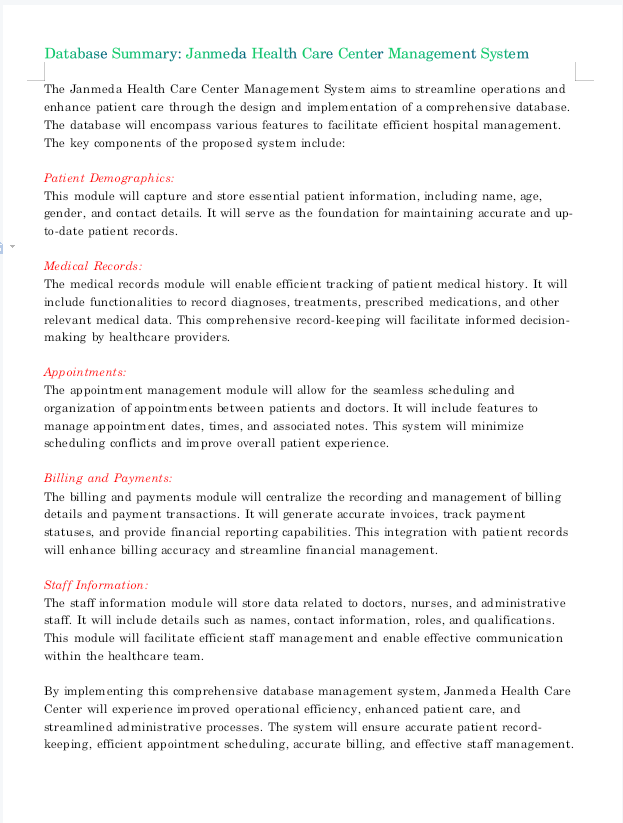 Database Summary: Janmeda Health Care Center Management System
The Janmeda Health Care Center Management System aims to streamline operations and
enhance patient care through the design and implementation of a comprehensive database.
The database will encompass various features to facilitate efficient hospital management.
The key components of the proposed system include:
Patient Demographics:
This module will capture and store essential patient information, including name, age,
gender, and contact details. It will serve as the foundation for maintaining accurate and up-
to-date patient records.
Medical Records:
The medical records module will enable efficient tracking of patient medical history. It will
include functionalities to record diagnoses, treatments, prescribed medications, and other
relevant medical data. This comprehensive record-keeping will facilitate informed decision-
making by healthcare providers.
Appointments:
The appointment management module will allow for the seamless scheduling and
organization of appointments between patients and doctors. It will include features to
manage appointment dates, times, and associated notes. This system will minimize
scheduling conflicts and improve overall patient experience.
Billing and Payments:
The billing and payments module will centralize the recording and management of billing
details and payment transactions. It will generate accurate invoices, track payment
statuses, and provide financial reporting capabilities. This integration with patient records
will enhance billing accuracy and streamline financial management.
Staff Information:
The staff information module will store data related to doctors, nurses, and administrative
staff. It will include details such as names, contact information, roles, and qualifications.
This module will facilitate efficient staff management and enable effective communication
within the healthcare team.
By implementing this comprehensive database management system, Janmeda Health Care
Center will experience improved operational efficiency, enhanced patient care, and
streamlined administrative processes. The system will ensure accurate patient record-
keeping, efficient appointment scheduling, accurate billing, and effective staff management.